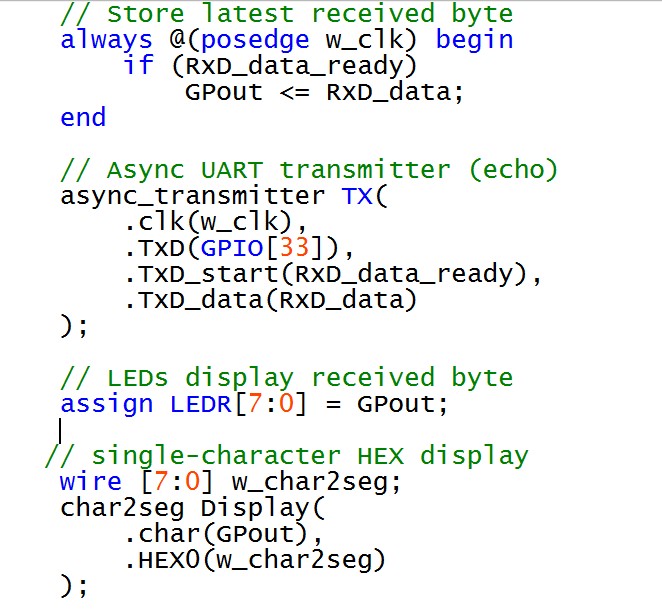 // Store latest received byte
always @(posedge w_clk) begin
if (RxD_data_ready)
GPout <= RxD_data;
end
// Async UART transmitter (echo)
async_transmitter TX(
.clk(w_clk),
.TxD(GPIO[33]),
.TxD_start(RxD_data_ready),
.TxD_data(RxD_data)
);
// LEDs display received byte
assign LEDR[7:0] = GPout;
// single-character HEX display
wire [7:0] w_char2seg;
char2seg Display(
.char(GPout),
.HEX0(w_char2seg)
);